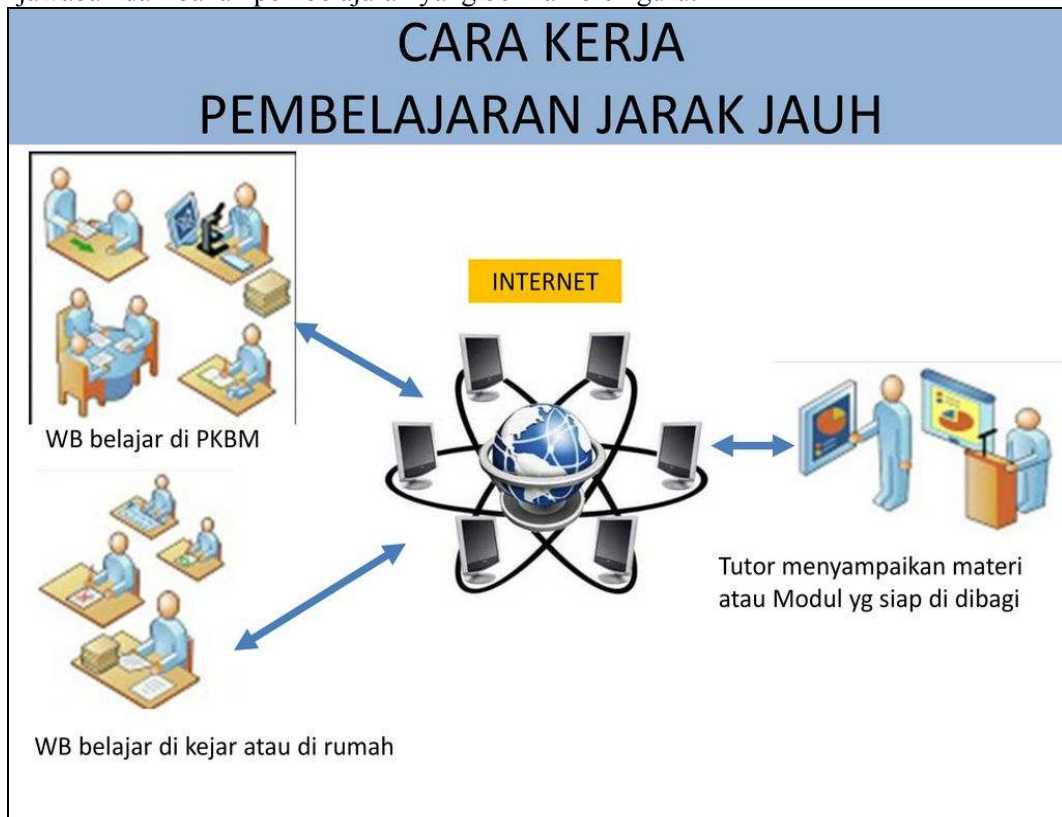 CARA KERJA
PEMBELAJARAN JARAK JAUH
INTERNET
WB belajar di PKBM
Tutor menyampaikan materi
atau Modul yg siap di dibagi
WB belajar di kejar atau di rumah